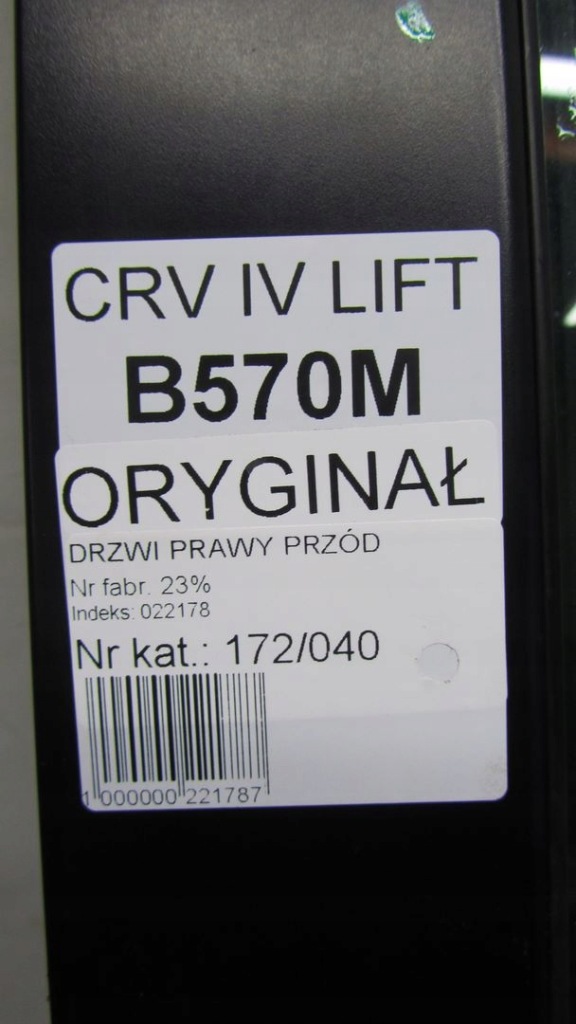 CRV IV LIFT
B570M
ORYGINAŁ
DRZWI PRAWY PRZÓD
Nr fabr. 23%
Indeks: 022178
Nr kat.: 172/040
1 000000 221787